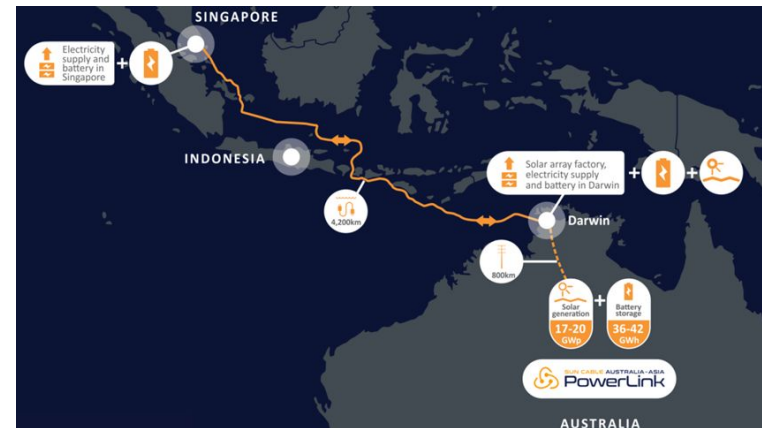 SINGAPORE
Electricity
supply and
battery in
Singapore
+
INDONESIA
4,200km
Solar array factory,
electricity supply
and battery in Darwin
+
+
Darwin
800km
Solar
generation
17-20
GWp
+
Battery
storage
36-42
GWh
SUN CABLE AUSTRALIA-ASIA
PowerLink
AUSTRALIA